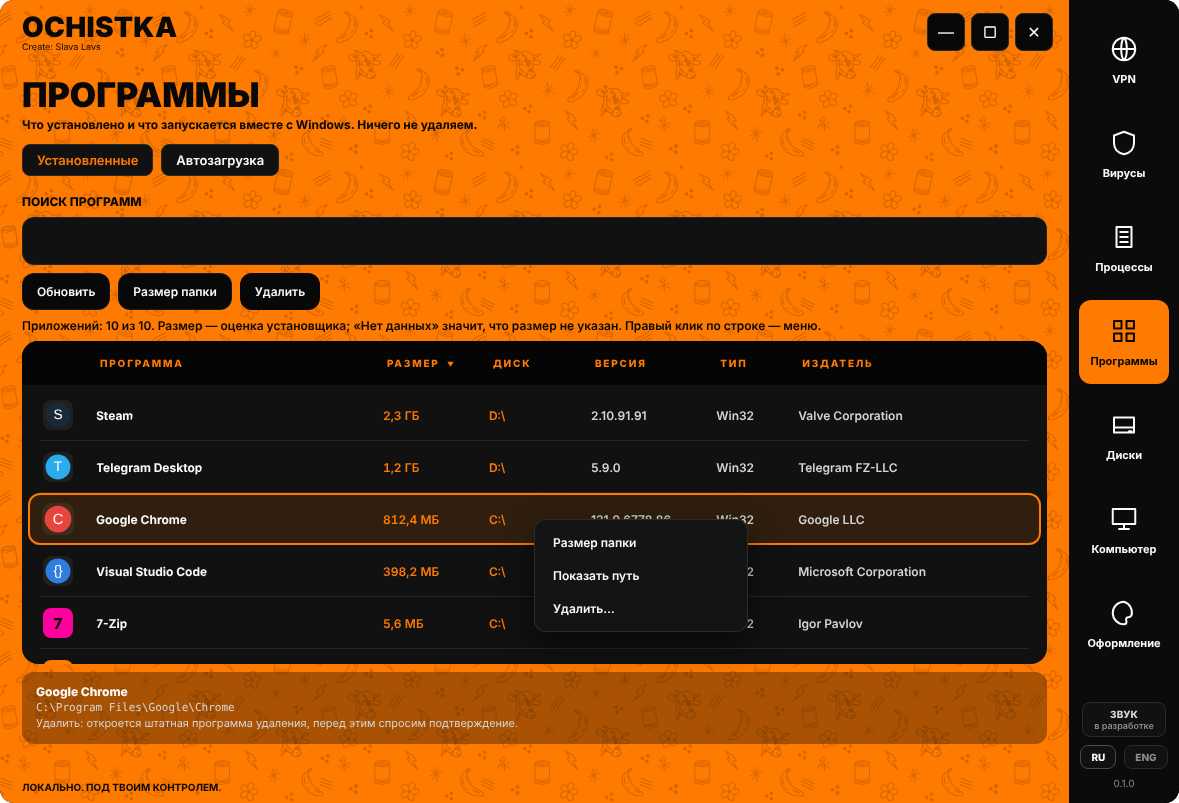 OCHISTKA
Create: Slava Lavs
ПРОГРАММЫ
Что установлено и что запускается вместе с Windows. Ничего не удаляем.
Установленные Автозагрузка
ПОИСК ПРОГРАММ
Обновить Размер папки Удалить
Приложений: 10 из 10. Размер — оценка установщика; «Нет данных» значит, что размер не указан. Правый клик по строке — меню.
ПРОГРАММА РАЗМЕР ▼ ДИСК ВЕРСИЯ ТИП ИЗДАТЕЛЬ
S Steam 2,3 ГБ D:\ 2.10.91.91 Win32 Valve Corporation
T Telegram Desktop 1,2 ГБ D:\ 5.9.0 Win32 Telegram FZ-LLC
C Google Chrome 812,4 МБ C:\ Google LLC
{} Visual Studio Code 398,2 МБ C:\ 2 Microsoft Corporation
7 7-Zip 5,6 МБ C:\ 2 Igor Pavlov
Размер папки
Показать путь
Удалить...
Google Chrome
C:\Program Files\Google\Chrome
Удалить: откроется штатная программа удаления, перед этим спросим подтверждение.
ЛОКАЛЬНО. ПОД ТВОИМ КОНТРОЛЕМ.
VPN
Вирусы
Процессы
Программы
Диски
Компьютер
Оформление
ЗВУК
в разработке
RU ENG
0.1.0